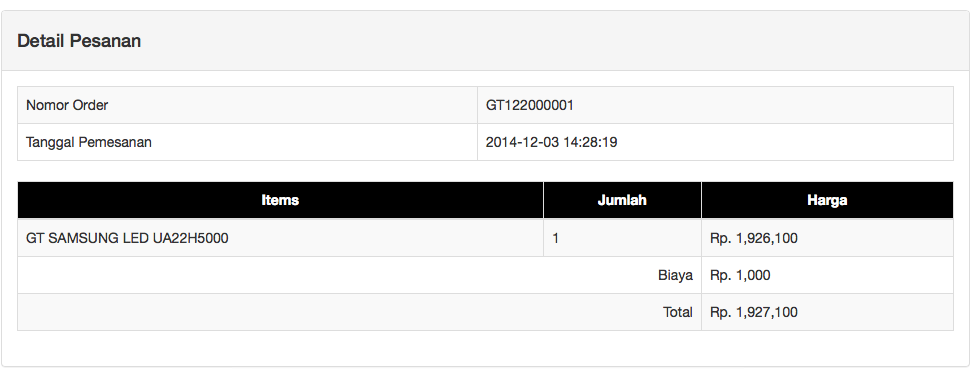 Detail Pesanan
Nomor Order GT122000001
Tanggal Pemesanan 2014-12-03 14:28:19
Items Jumlah Harga
GT SAMSUNG LED UA22H5000 1 Rp. 1,926,100
Biaya Rp. 1,000
Total Rp. 1,927,100